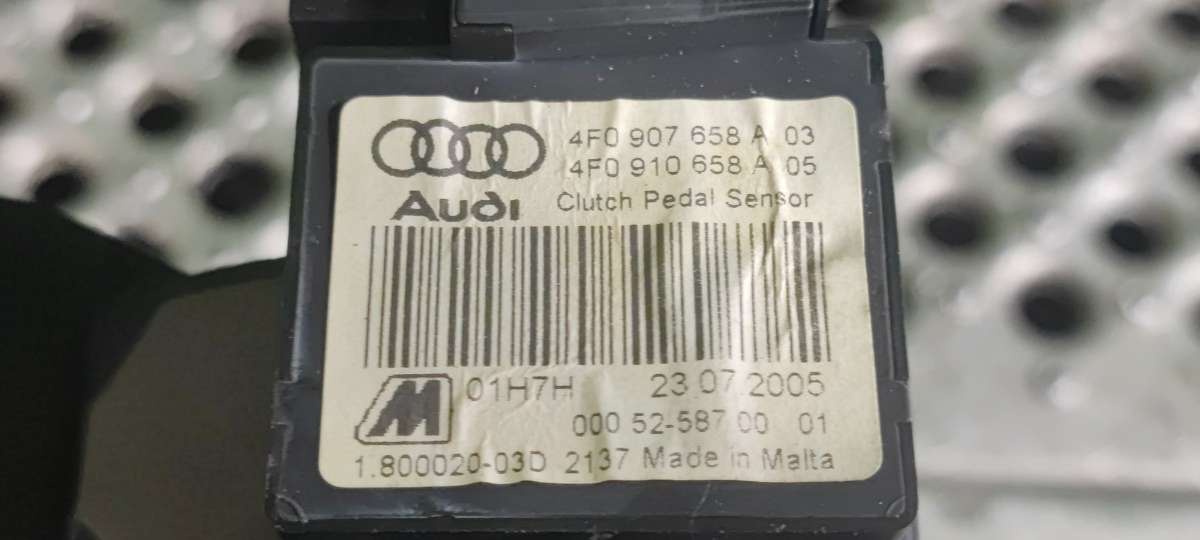 4F0 907 658 A 03
4F0 910 658 A 05
Audi Clutch Pedal Sensor
M 01H7H 23.07.2005
000 52-587 00 01
1.800020-03D 2137 Made in Malta